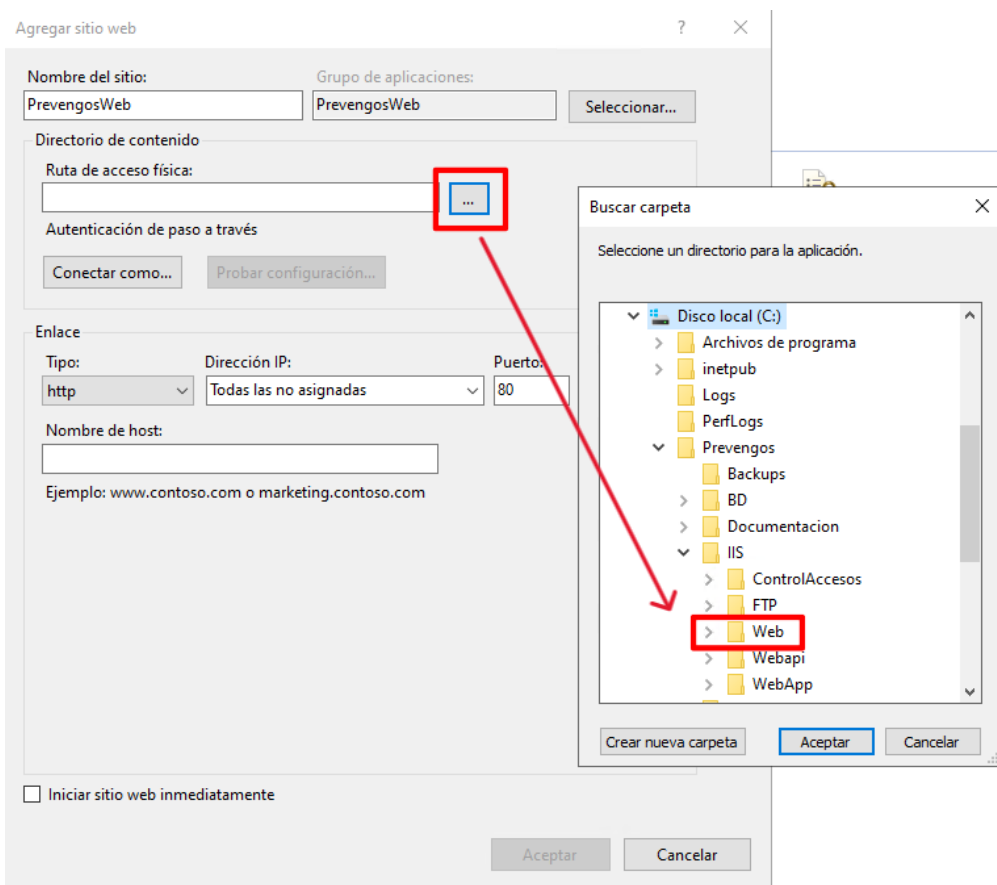 Agregar sitio web
Nombre del sitio:
Grupo de aplicaciones:
PrevengosWeb
PrevengosWeb
Seleccionar...
Directorio de contenido
Ruta de acceso física:
...
Autenticación de paso a través
Conectar como...
Probar configuración...
Enlace
Tipo:
Dirección IP:
Puerto:
http
Todas las no asignadas
80
Nombre de host:
Ejemplo: www.contoso.com o marketing.contoso.com
Iniciar sitio web inmediatamente
Aceptar
Cancelar
Buscar carpeta
Seleccione un directorio para la aplicación.
Disco local (C:)
Archivos de programa
inetpub
Logs
PerfLogs
Prevengos
Backups
BD
Documentacion
IIS
ControlAccesos
FTP
Web
Webapi
WebApp
Crear nueva carpeta
Aceptar
Cancelar